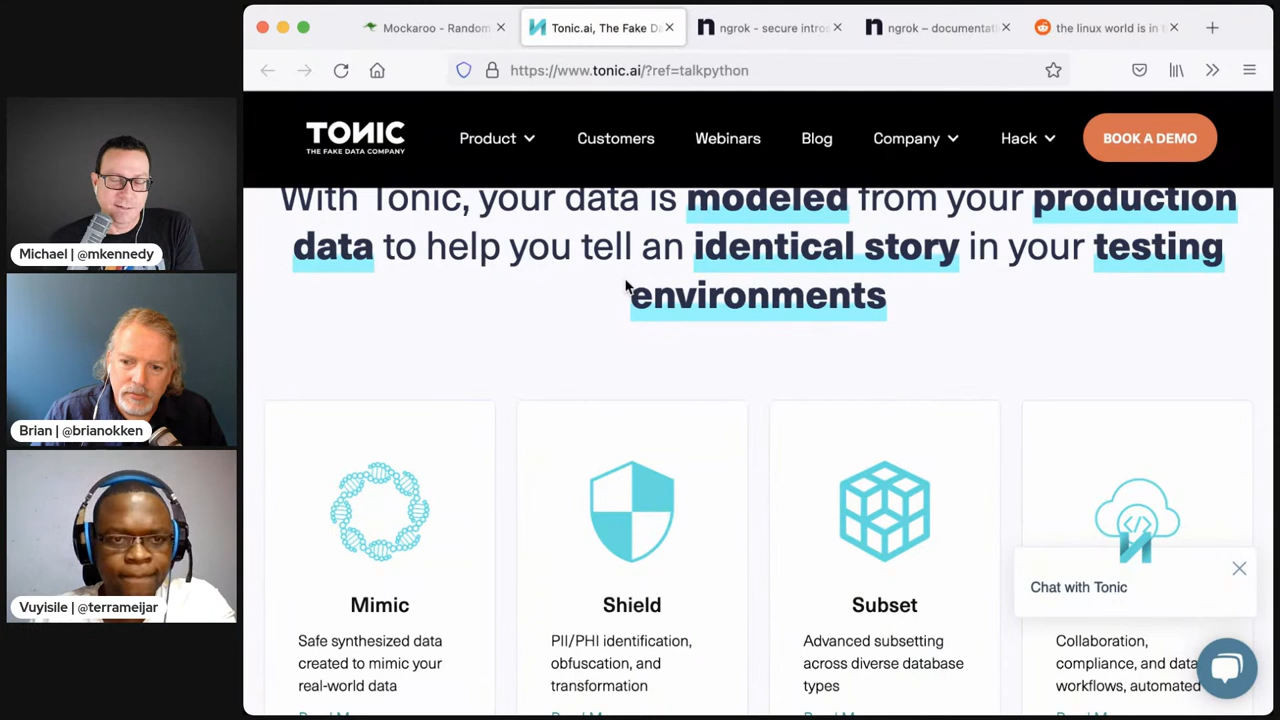 Mockaroo - Random
Tonic.ai, The Fake Da
ngrok - secure intros
ngrok – documentati
the linux world is in t
https://www.tonic.ai/?ref=talkpython
TONIC
THE FAKE DATA COMPANY
Product
Customers
Webinars
Blog
Company
Hack
BOOK A DEMO
With Tonic, your data is modeled from your production
data to help you tell an identical story in your testing
environments
Mimic
Safe synthesized data
created to mimic your
real-world data
Shield
PII/PHI identification,
obfuscation, and
transformation
Subset
Advanced subsetting
across diverse database
types
Collaboration,
compliance, and data
workflows, automated
Chat with Tonic
Michael | @mkennedy
Brian | @brianokken
Vuyisile | @terrameijar